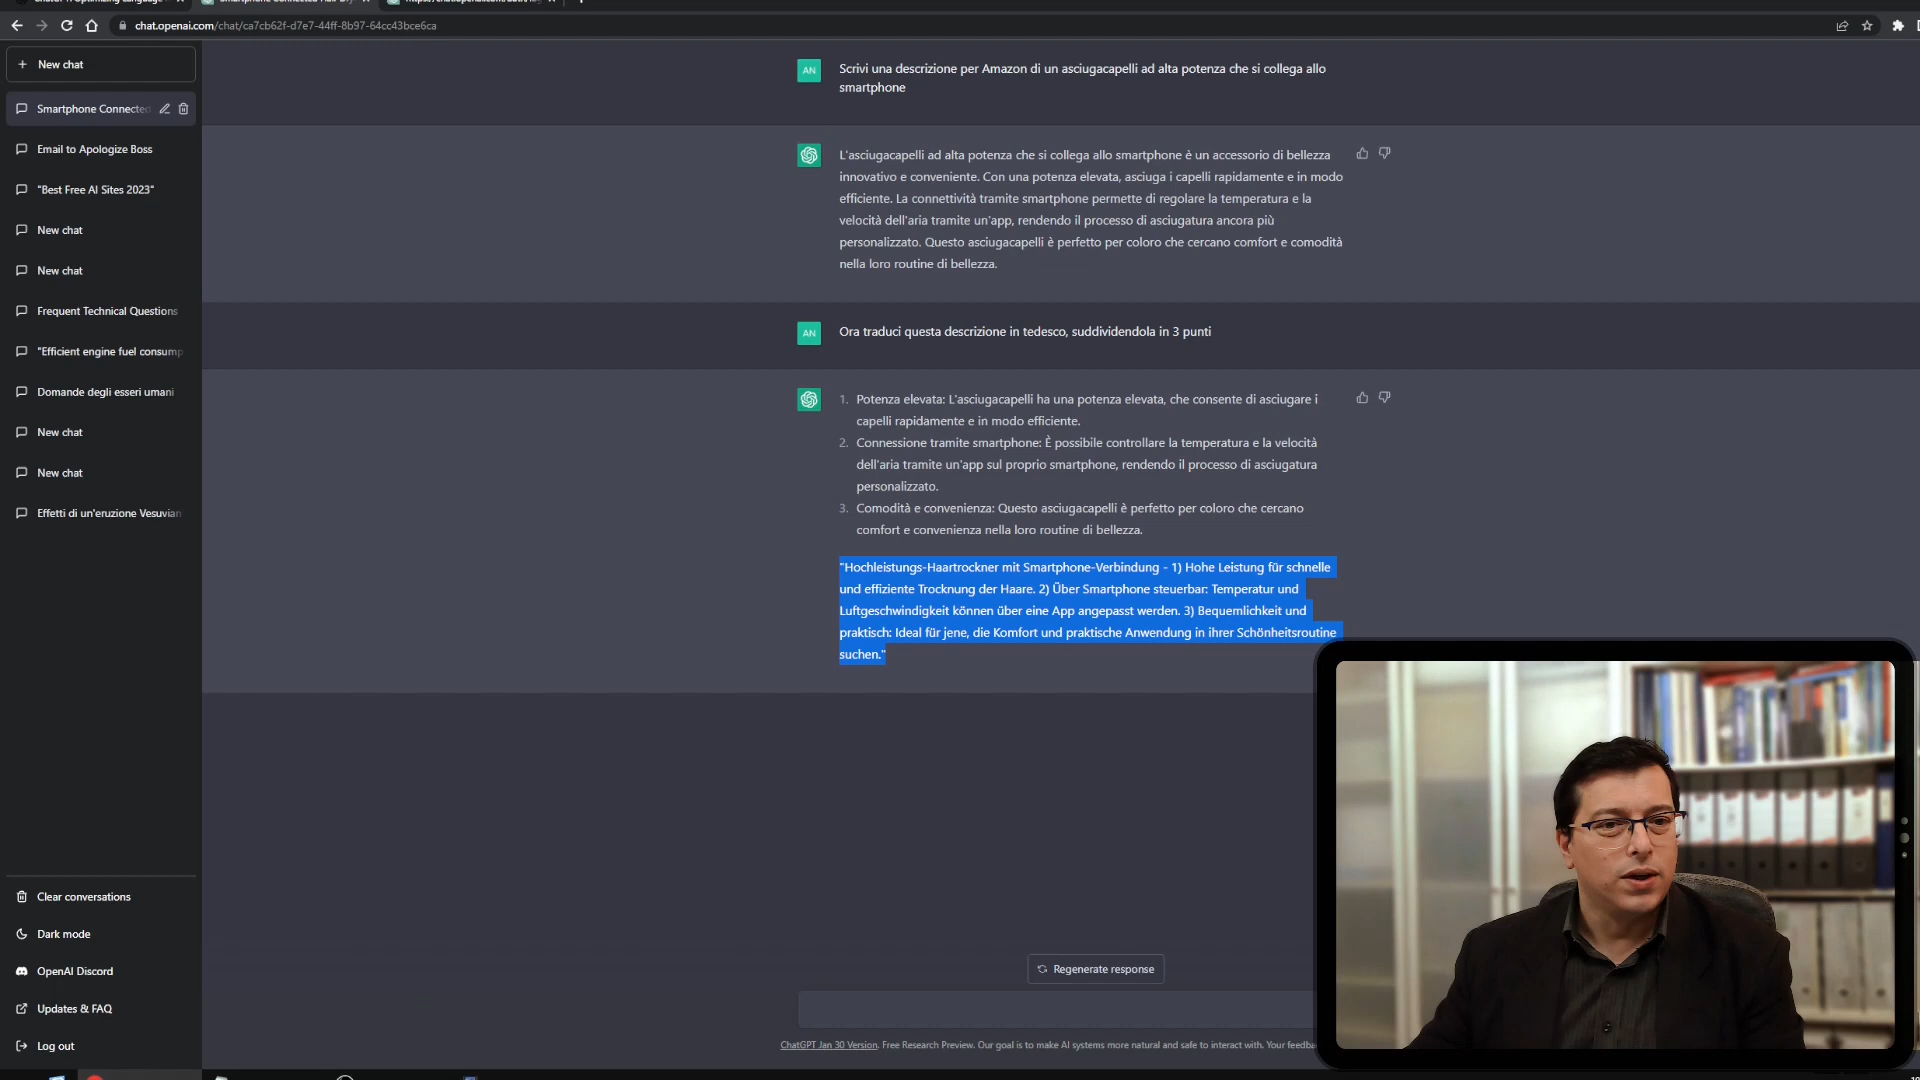 chat.openai.com/chat/ca7cb62f-d7e7-44ff-8b97-64cc43bce6ca
New chat
Smartphone Connected
Email to Apologize Boss
"Best Free AI Sites 2023"
New chat
New chat
Frequent Technical Questions
"Efficient engine fuel consump
Domande degli esseri umani
New chat
New chat
Effetti di un'eruzione Vesuvian
Clear conversations
Dark mode
OpenAI Discord
Updates & FAQ
Log out
AN
Scrivi una descrizione per Amazon di un asciugacapelli ad alta potenza che si collega allo
smartphone
L'asciugacapelli ad alta potenza che si collega allo smartphone è un accessorio di bellezza
innovativo e conveniente. Con una potenza elevata, asciuga i capelli rapidamente e in modo
efficiente. La connettività tramite smartphone permette di regolare la temperatura e la
velocità dell'aria tramite un'app, rendendo il processo di asciugatura ancora più
personalizzato. Questo asciugacapelli è perfetto per coloro che cercano comfort e comodità
nella loro routine di bellezza.
AN
Ora traduci questa descrizione in tedesco, suddividendola in 3 punti
1. Potenza elevata: L'asciugacapelli ha una potenza elevata, che consente di asciugare i
capelli rapidamente e in modo efficiente.
2. Connessione tramite smartphone: È possibile controllare la temperatura e la velocità
dell'aria tramite un'app sul proprio smartphone, rendendo il processo di asciugatura
personalizzato.
3. Comodità e convenienza: Questo asciugacapelli è perfetto per coloro che cercano
comfort e convenienza nella loro routine di bellezza.
"Hochleistungs-Haartrockner mit Smartphone-Verbindung - 1) Hohe Leistung für schnelle
und effiziente Trocknung der Haare. 2) Über Smartphone steuerbar: Temperatur und
Luftgeschwindigkeit können über eine App angepasst werden. 3) Bequemlichkeit und
praktisch: Ideal für jene, die Komfort und praktische Anwendung in ihrer Schönheitsroutine
suchen."
Regenerate response
ChatGPT Jan 30 Version. Free Research Preview. Our goal is to make AI systems more natural and safe to interact with. Your feedba